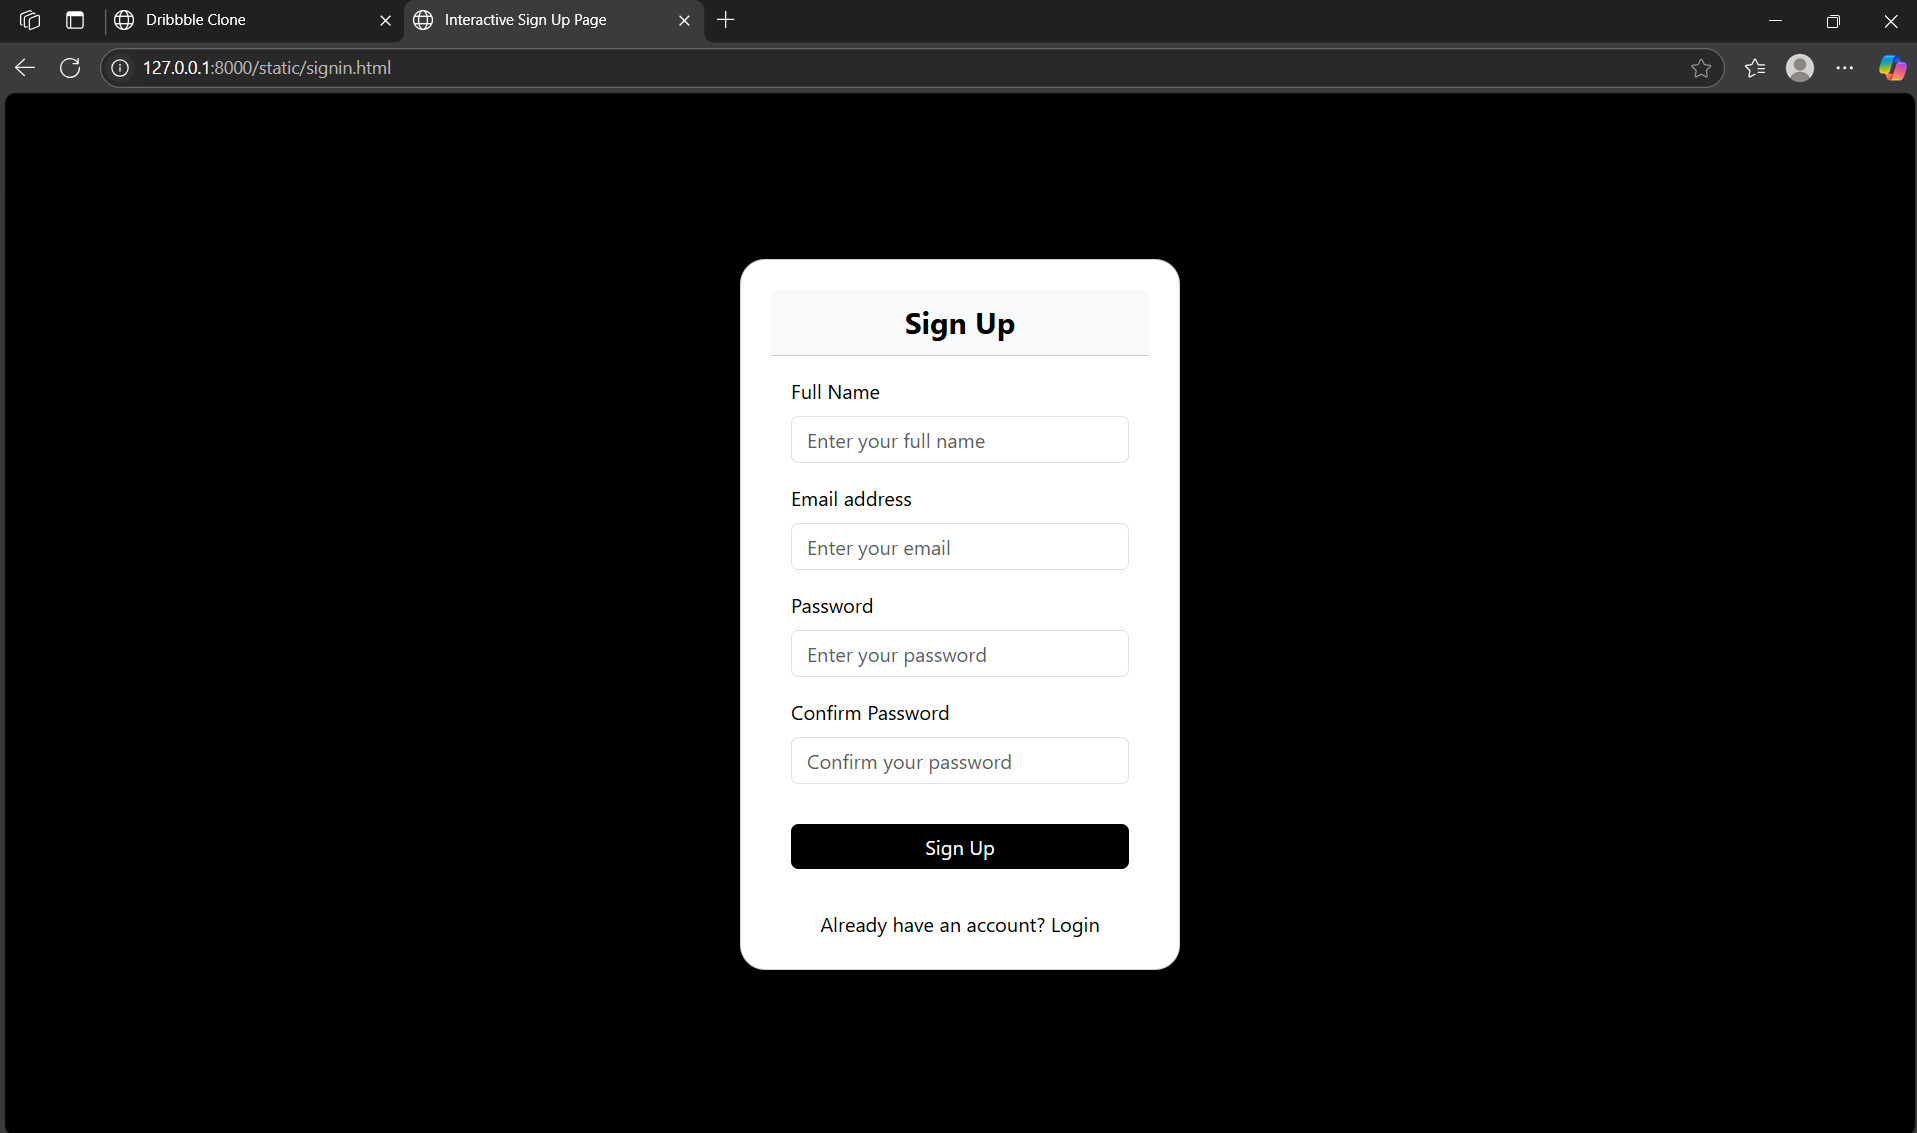 Dribbble Clone
Interactive Sign Up Page
127.0.0.1:8000/static/signin.html
Sign Up
Full Name
Enter your full name
Email address
Enter your email
Password
Enter your password
Confirm Password
Confirm your password
Sign Up
Already have an account? Login